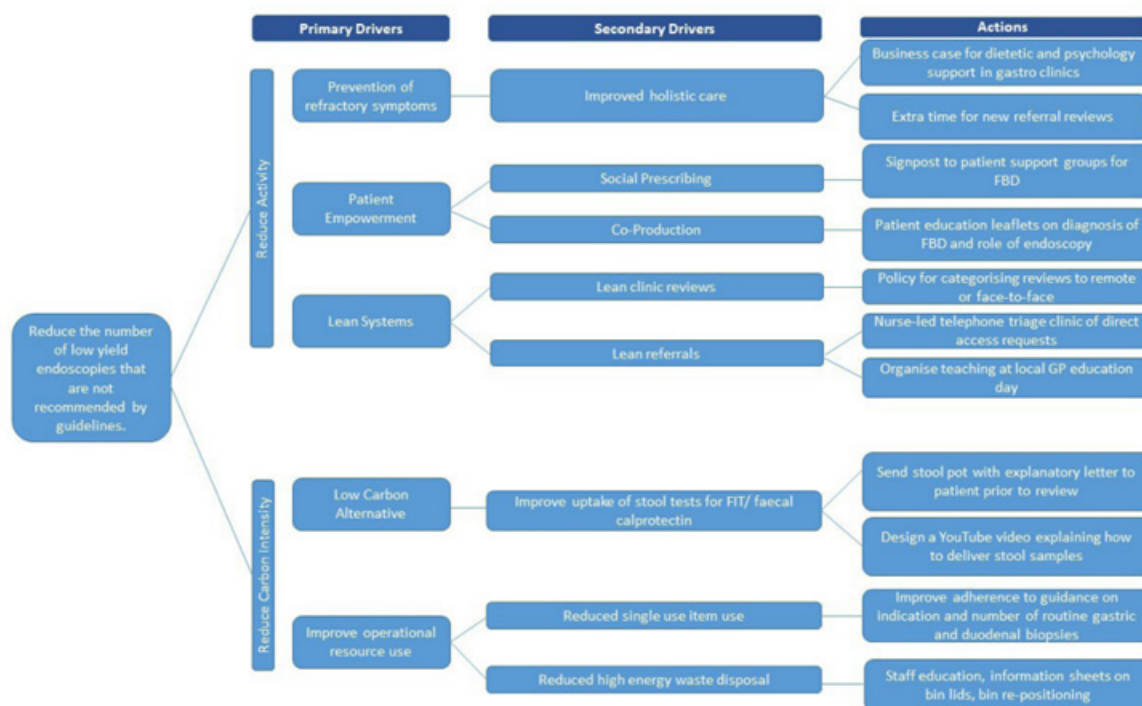 Primary Drivers
Secondary Drivers
Actions
Reduce Activity
Prevention of
refractory symptoms
Improved holistic care
Business case for dietetic and psychology
support in gastro clinics
Extra time for new referral reviews
Patient
Empowerment
Social Prescribing
Signpost to patient support groups for
FBD
Co-Production
Patient education leaflets on diagnosis of
FBD and role of endoscopy
Lean Systems
Lean clinic reviews
Policy for categorising reviews to remote
or face-to-face
Lean referrals
Nurse-led telephone triage clinic of direct
access requests
Organise teaching at local GP education
day
Reduce the number
of low yield
endoscopies that
are not
recommended by
guidelines.
Reduce Carbon Intensity
Low Carbon
Alternative
Improve uptake of stool tests for FIT/ faecal
calprotectin
Send stool pot with explanatory letter to
patient prior to review
Design a YouTube video explaining how
to deliver stool samples
Improve operational
resource use
Reduced single use item use
Improve adherence to guidance on
indication and number of routine gastric
and duodenal biopsies
Reduced high energy waste disposal
Staff education, information sheets on
bin lids, bin re-positioning